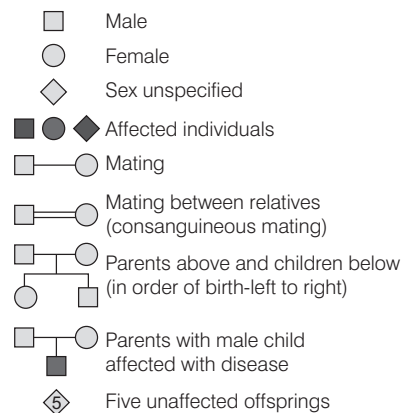 Male
Female
Sex unspecified
Affected individuals
Mating
Mating between relatives
(consanguineous mating)
Parents above and children below
(in order of birth-left to right)
Parents with male child
affected with disease
5 Five unaffected offsprings